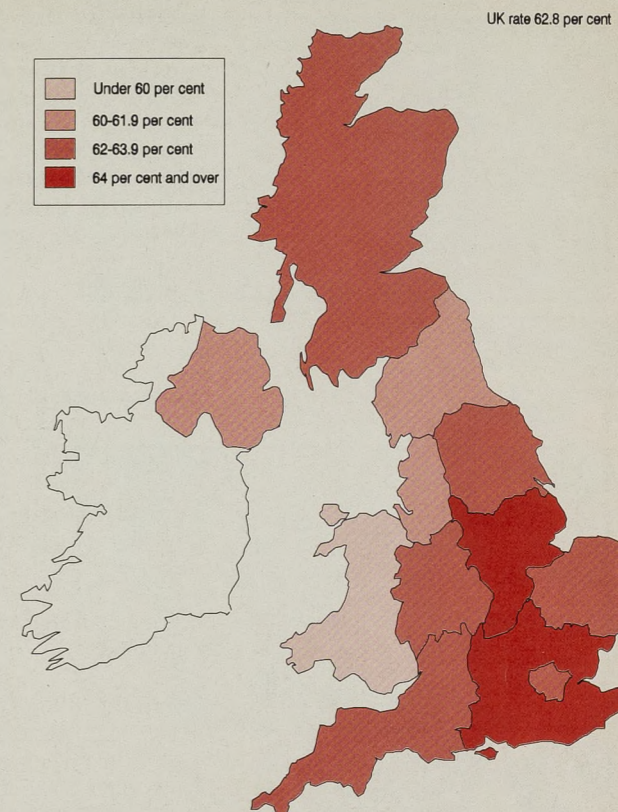 UK rate 62.8 per cent
Under 60 per cent
60-61.9 per cent
62-63.9 per cent
64 per cent and over